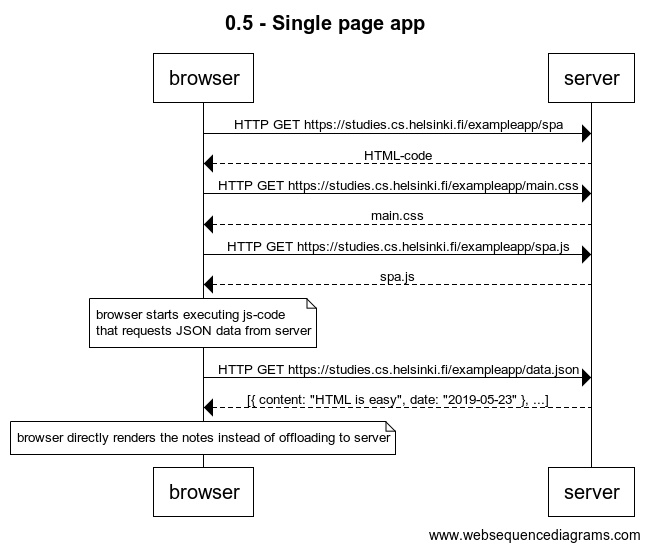 0.5 - Single page app
browser
server
HTTP GET https://studies.cs.helsinki.fi/exampleapp/spa
HTML-code
HTTP GET https://studies.cs.helsinki.fi/exampleapp/main.css
main.css
HTTP GET https://studies.cs.helsinki.fi/exampleapp/spa.js
spa.js
browser starts executing js-code
that requests JSON data from server
HTTP GET https://studies.cs.helsinki.fi/exampleapp/data.json
[{ content: "HTML is easy", date: "2019-05-23" }, ...]
browser directly renders the notes instead of offloading to server
browser
server
www.websequencediagrams.com